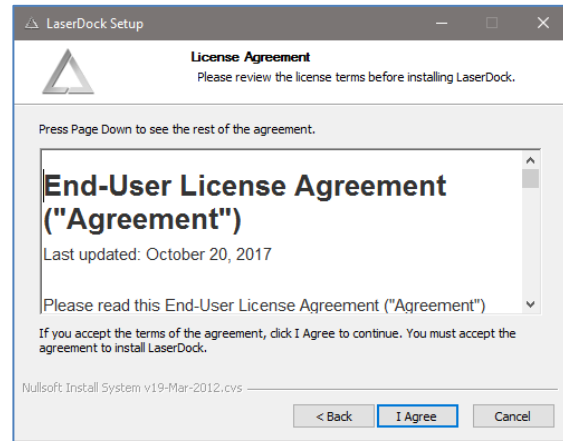 LaserDock Setup
License Agreement
Please review the license terms before installing LaserDock.
Press Page Down to see the rest of the agreement.
End-User License Agreement
("Agreement")
Last updated: October 20, 2017
Please read this End-User License Agreement ("Agreement")
If you accept the terms of the agreement, click I Agree to continue. You must accept the
agreement to install LaserDock.
Nullsoft Install System v19-Mar-2012.cvs
< Back I Agree Cancel